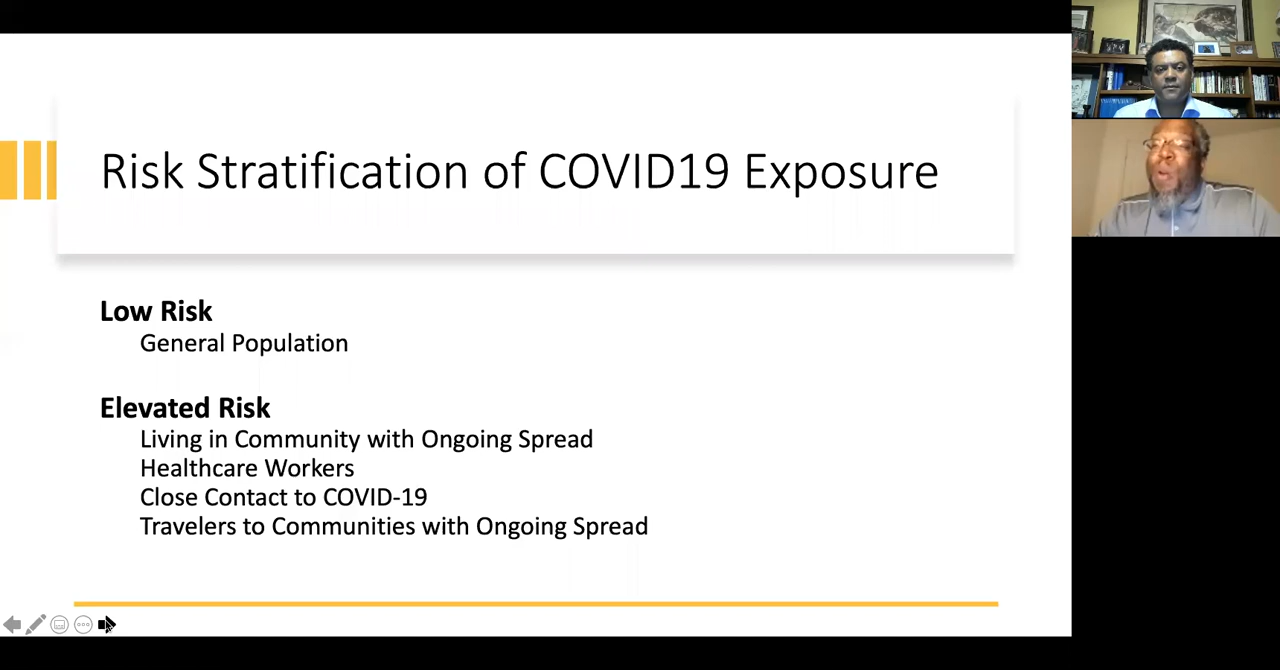 Risk Stratification of COVID19 Exposure
Low Risk
General Population
Elevated Risk
Living in Community with Ongoing Spread
Healthcare Workers
Close Contact to COVID-19
Travelers to Communities with Ongoing Spread